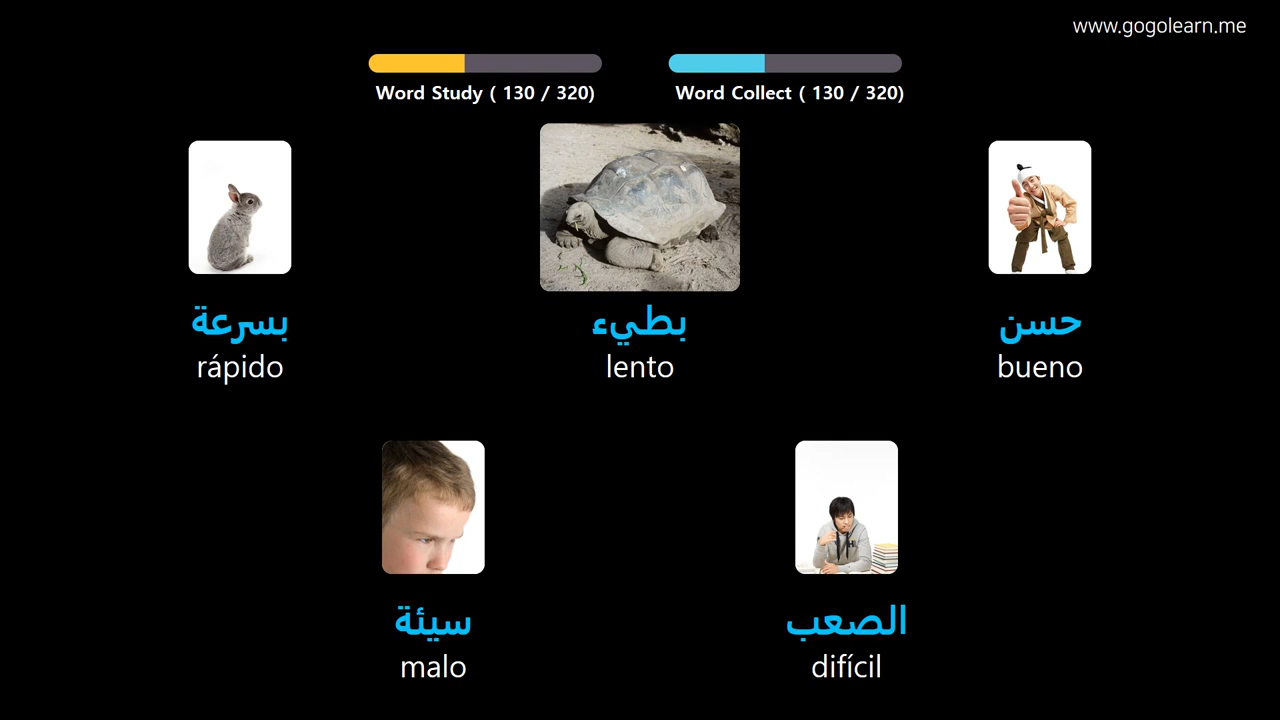 www.gogolearn.me
Word Study ( 130 / 320)
Word Collect ( 130 / 320)
بسرعة
rápido
بطيء
lento
حسن
bueno
سيئة
malo
الصعب
difícil